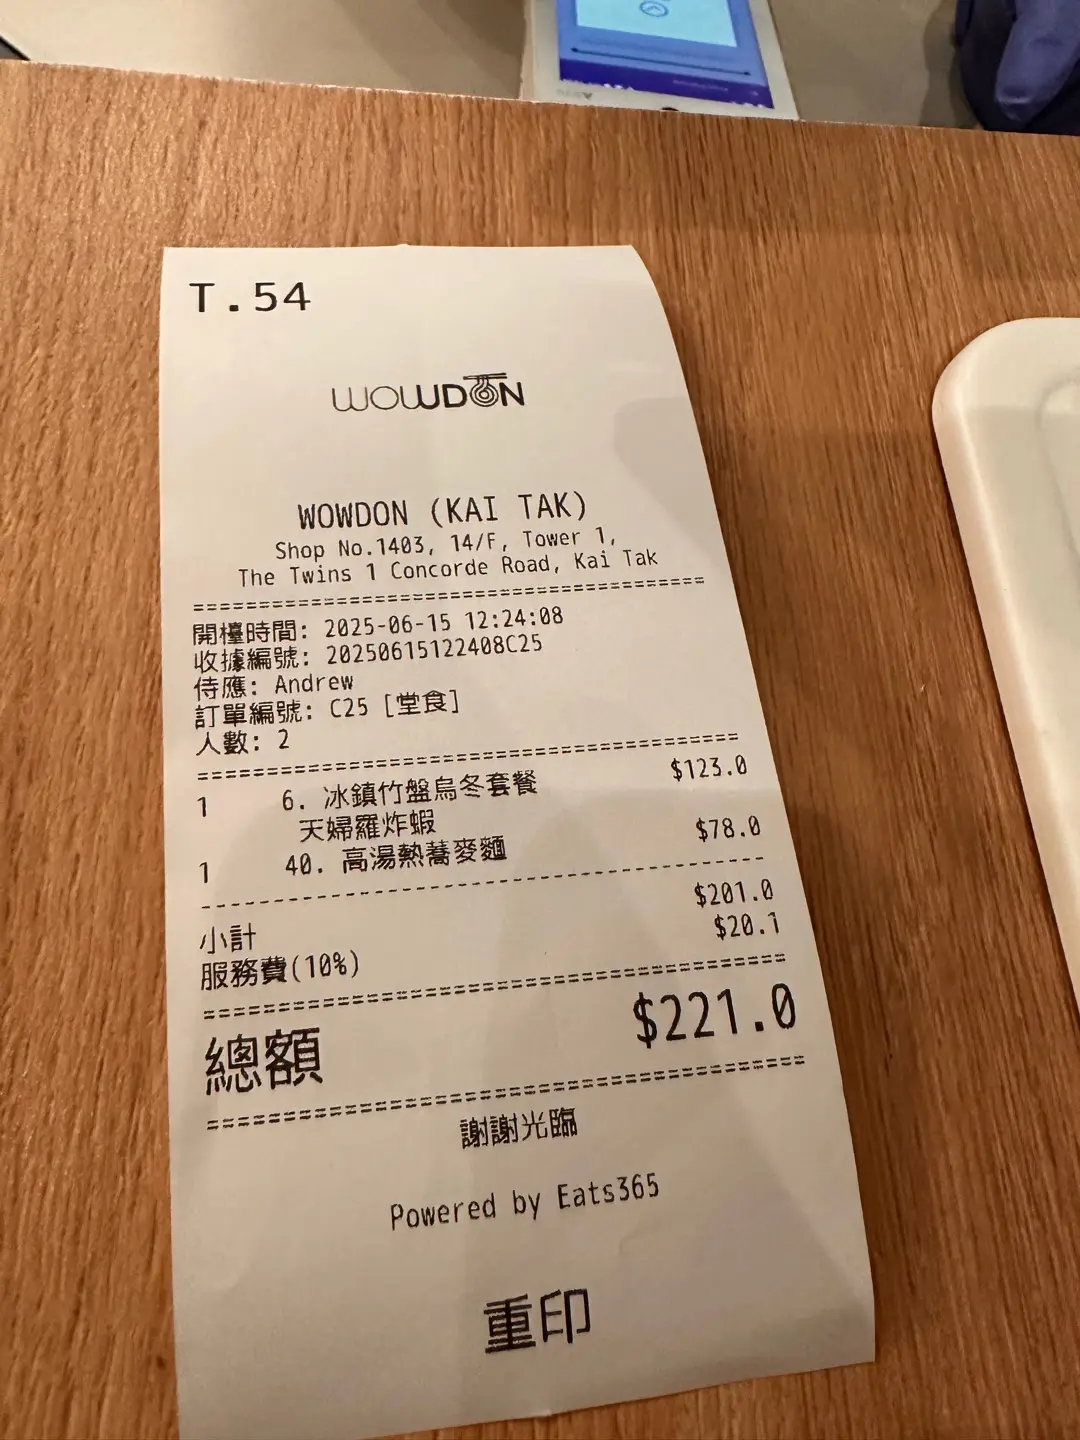 T.54
WOWDON
WOWDON (KAI TAK)
Shop No.1403, 14/F, Tower 1,
The Twins 1 Concorde Road, Kai Tak
開檯時間: 2025-06-15 12:24:08
收據編號: 20250615122408C25
侍應: Andrew
訂單編號: C25 [堂食]
人數: 2
1 6. 冰鎮竹盤烏冬套餐 $123.0
天婦羅炸蝦
1 40. 高湯熱蕎麥麵 $78.0
小計 $201.0
服務費(10%) $20.1
總額 $221.0
謝謝光臨
Powered by Eats365
重印